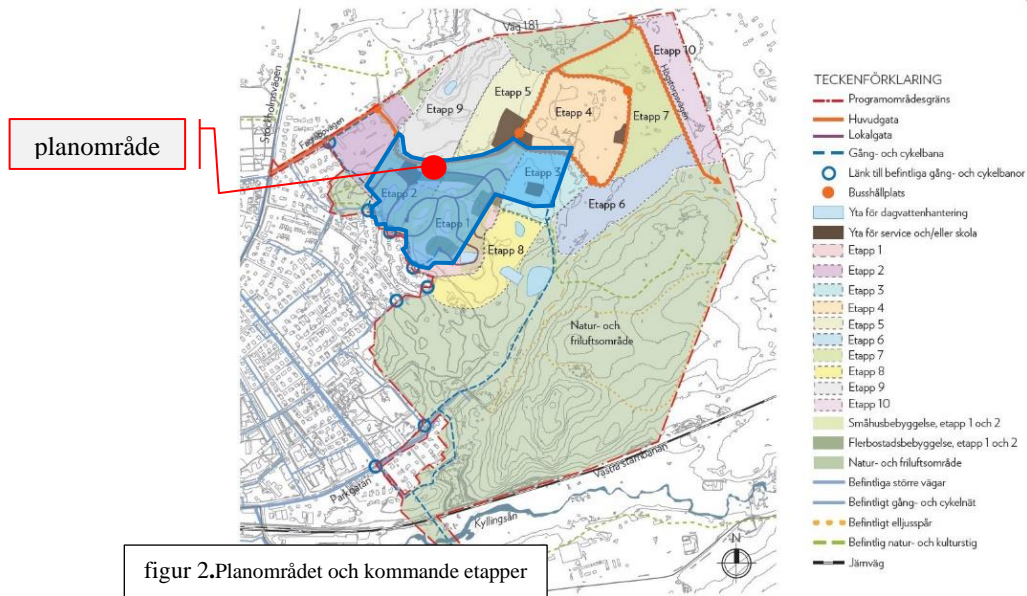 Väg 181
Etapp 10
Högatorpsvägen
Stockholmsvägen
Etapp 5
Etapp 9
Etapp 4
Etapp 7
planområde
Etapp 3
Etapp 2
Etapp 6
Etapp 1
Etapp 8
Natur- och
friluftsområde
Västra stambanan
Parkgatan
Kyllingsån
N
figur 2.Planområdet och kommande etapper
TECKENFÖRKLARING
Programområdesgräns
Huvudgata
Lokalgata
Gång- och cykelbana
Länk till befintliga gång- och cykelbanor
Busshållplats
Yta för dagvattenhantering
Yta för service och/eller skola
Etapp 1
Etapp 2
Etapp 3
Etapp 4
Etapp 5
Etapp 6
Etapp 7
Etapp 8
Etapp 9
Etapp 10
Småhusbebyggelse, etapp 1 och 2
Flerbostadsbebyggelse, etapp 1 och 2
Natur- och friluftsområde
Befintliga större vägar
Befintligt gång- och cykelnät
Befintligt elljusspår
Befintlig natur- och kulturstig
Järnväg